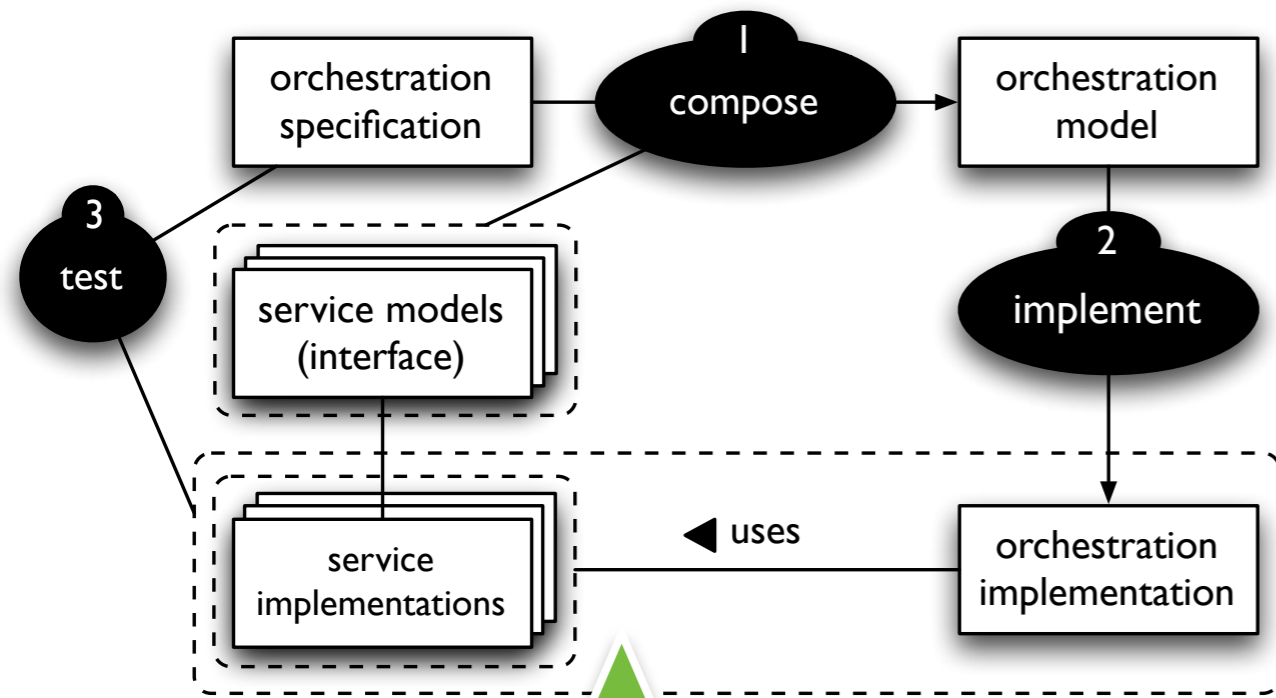 orchestration
specification
1
compose
orchestration
model
3
test
service models
(interface)
2
implement
service
implementations
uses
orchestration
implementation